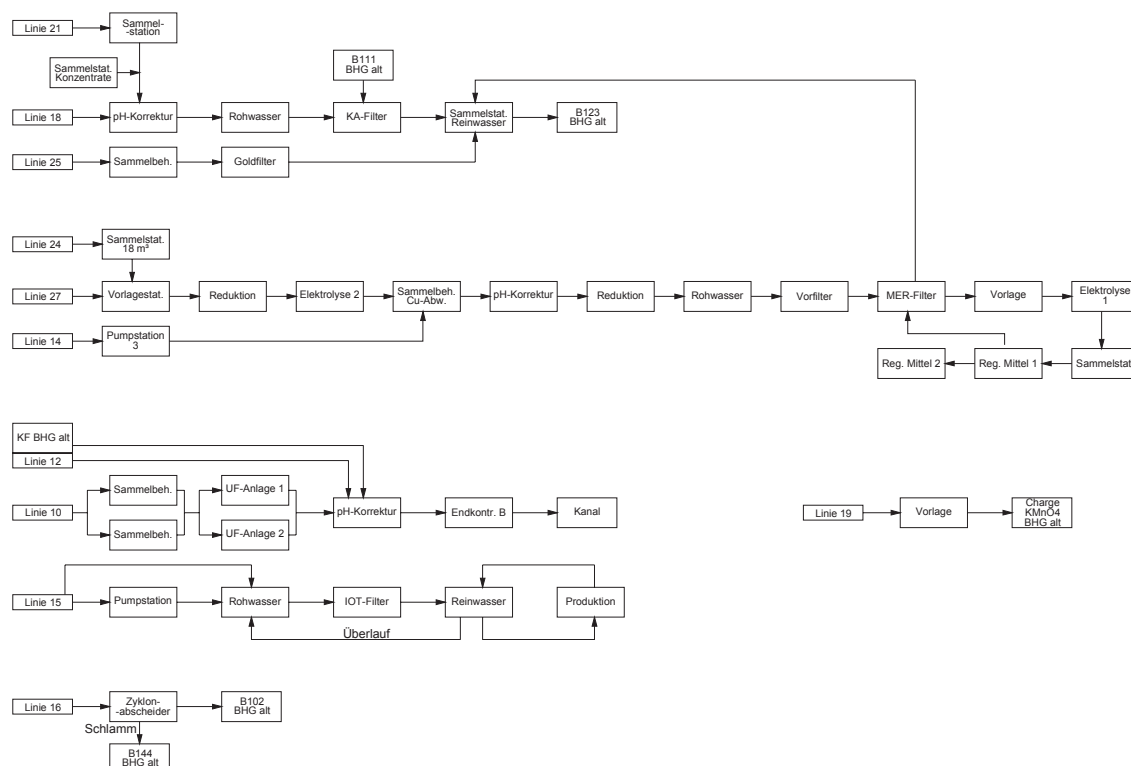 Linie 21
Sammel-
-station
Sammelstat.
Konzentrate
B111
BHG alt
Linie 18
pH-Korrektur
Rohwasser
KA-Filter
Sammelstat.
Reinwasser
B123
BHG alt
Linie 25
Sammelbeh.
Goldfilter
Linie 24
Sammelstat.
18 m³
Linie 27
Vorlagestat.
Reduktion
Elektrolyse 2
Sammelbeh.
Cu-Abw.
pH-Korrektur
Reduktion
Rohwasser
Vorfilter
MER-Filter
Vorlage
Elektrolyse
1
Linie 14
Pumpstation
3
Reg. Mittel 2
Reg. Mittel 1
Sammelstat.
KF BHG alt
Linie 12
Linie 10
Sammelbeh.
Sammelbeh.
UF-Anlage 1
UF-Anlage 2
pH-Korrektur
Endkontr. B
Kanal
Linie 19
Vorlage
Charge
KMnO4
BHG alt
Linie 15
Pumpstation
Rohwasser
IOT-Filter
Reinwasser
Produktion
Überlauf
Linie 16
Zyklon-
-abscheider
B102
BHG alt
Schlamm
B144
BHG alt